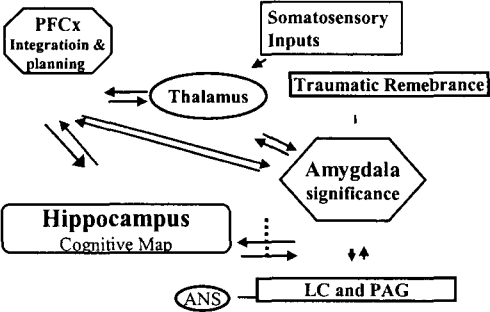 PFCx
Integratioin &
planning
Somatosensory
Inputs
Thalamus
Traumatic Remebrance
Amygdala
significance
Hippocampus
Cognitive Map
LC and PAG
ANS